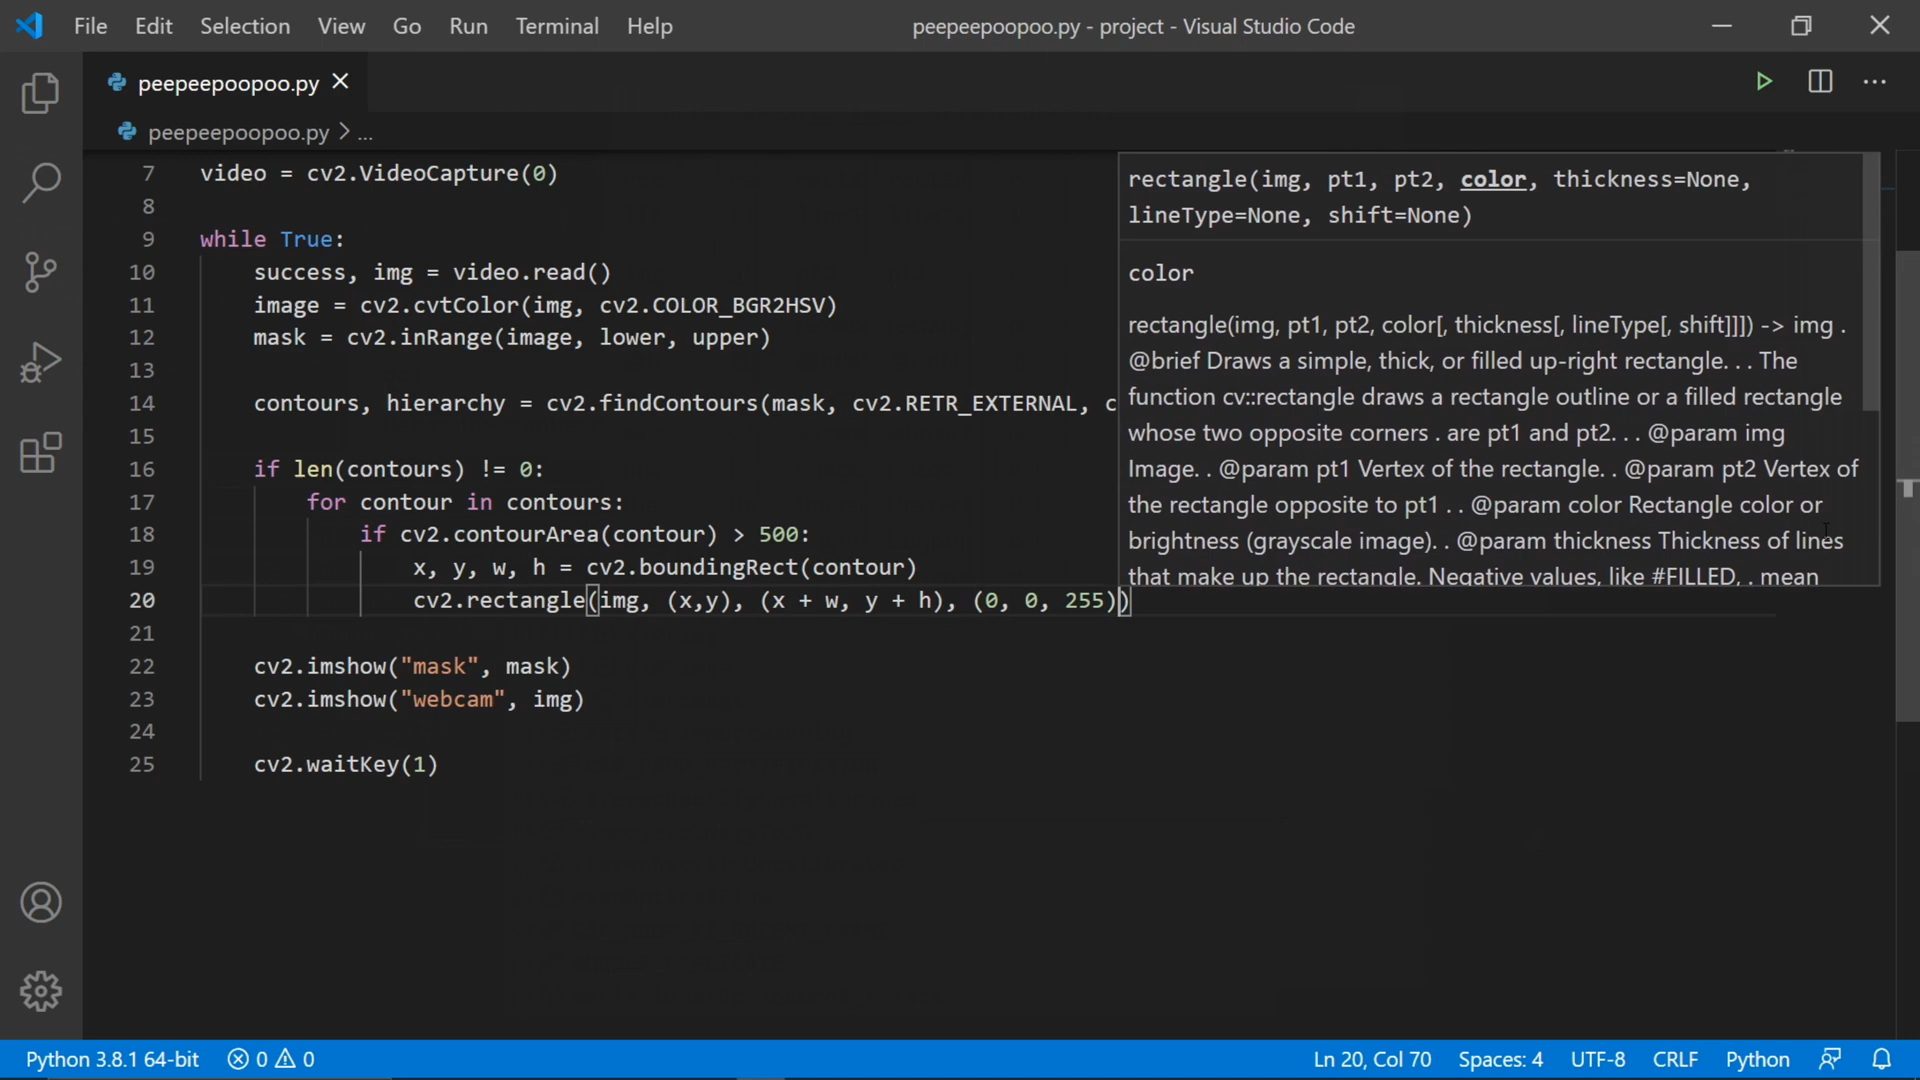 File Edit Selection View Go Run Terminal Help
peepeepoopoo.py - project - Visual Studio Code
peepeepoopoo.py
peepeepoopoo.py > ...
7 video = cv2.VideoCapture(0)
8
9 while True:
10 success, img = video.read()
11 image = cv2.cvtColor(img, cv2.COLOR_BGR2HSV)
12 mask = cv2.inRange(image, lower, upper)
13
14 contours, hierarchy = cv2.findContours(mask, cv2.RETR_EXTERNAL, c
15
16 if len(contours) != 0:
17 for contour in contours:
18 if cv2.contourArea(contour) > 500:
19 x, y, w, h = cv2.boundingRect(contour)
20 cv2.rectangle(img, (x,y), (x + w, y + h), (0, 0, 255))
21
22 cv2.imshow("mask", mask)
23 cv2.imshow("webcam", img)
24
25 cv2.waitKey(1)
rectangle(img, pt1, pt2, color, thickness=None,
lineType=None, shift=None)
color
rectangle(img, pt1, pt2, color[, thickness[, lineType[, shift]]]) -> img .
@brief Draws a simple, thick, or filled up-right rectangle. . . The
function cv::rectangle draws a rectangle outline or a filled rectangle
whose two opposite corners . are pt1 and pt2. . . @param img
Image. . @param pt1 Vertex of the rectangle. . @param pt2 Vertex of
the rectangle opposite to pt1 . . @param color Rectangle color or
brightness (grayscale image). . @param thickness Thickness of lines
that make up the rectangle. Negative values, like #FILLED, . mean
Python 3.8.1 64-bit 0 0
Ln 20, Col 70 Spaces: 4 UTF-8 CRLF Python